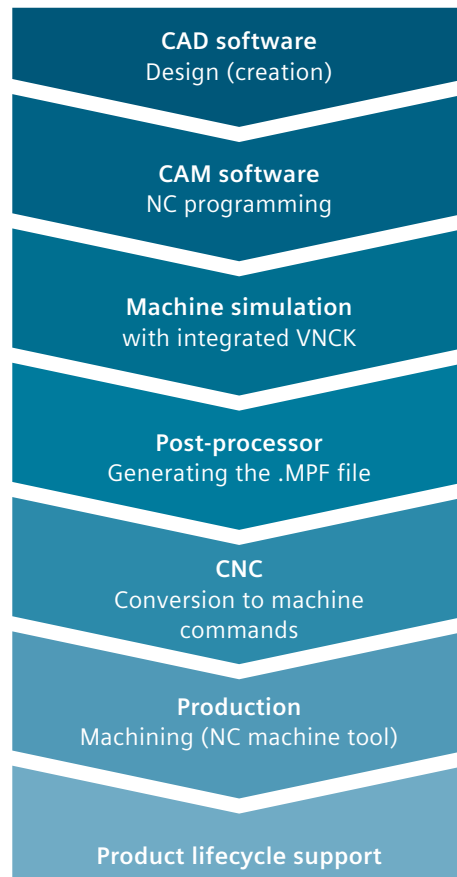 CAD software
Design (creation)
CAM software
NC programming
Machine simulation
with integrated VNCK
Post-processor
Generating the .MPF file
CNC
Conversion to machine
commands
Production
Machining (NC machine tool)
Product lifecycle support